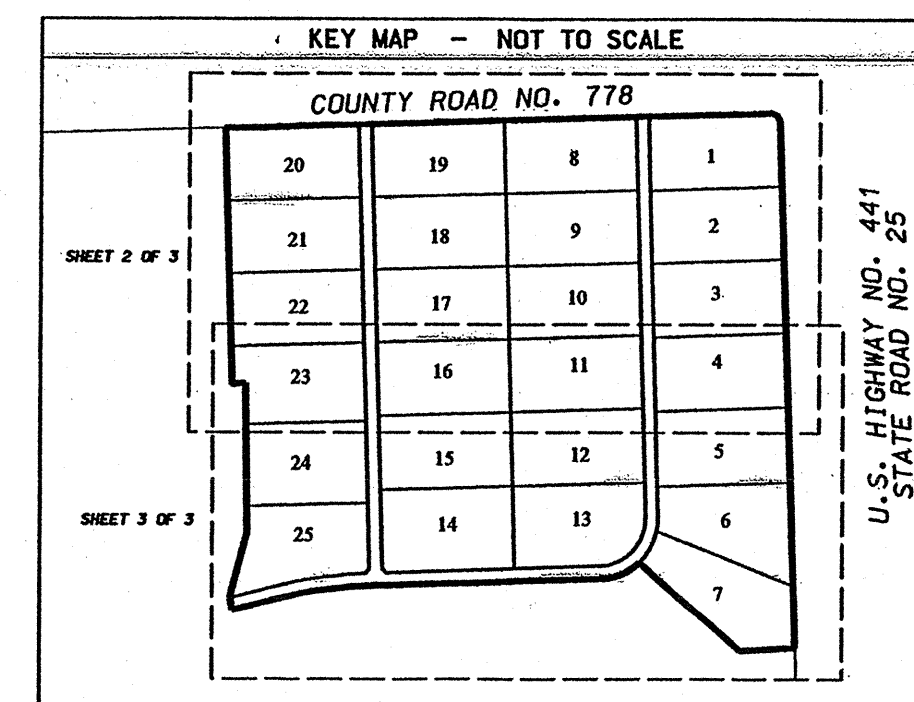 KEY MAP - NOT TO SCALE
COUNTY ROAD NO. 778
20 19 8 1
21 18 9 2
SHEET 2 OF 3
22 17 10 3
23 16 11 4
24 15 12 5
SHEET 3 OF 3
25 14 13 6
7
U.S. HIGHWAY NO. 441
STATE ROAD NO. 25